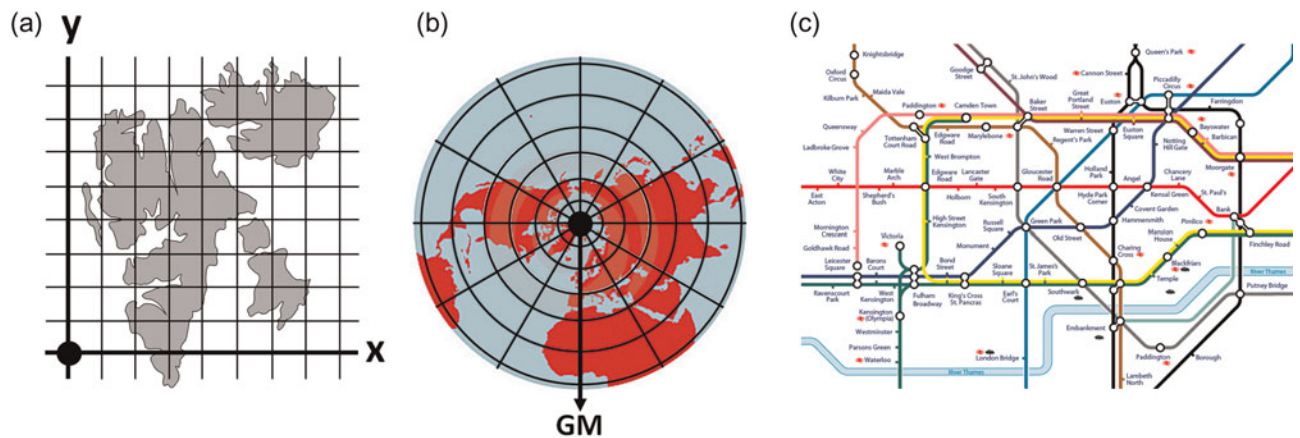 (a)
y
x
(b)
GM
(c)
Knightsbridge
Oxford
Circus
Goodge
Street
St. John's Wood
Queen's Park
Cannon Street
Piccadilly
Circus
Kilburn Park
Maida Vale
Paddington
Camden Town
Baker
Street
Great
Portland
Street
Euston
Farringdon
Queensway
Tottenham
Court Road
Edgware
Road
Marylebone
Warren Street
Euston
Square
Bayswater
Barbican
Ladbroke Grove
Regent's Park
Notting
Hill Gate
West Brompton
Moorgate
White
City
Marble
Arch
Edgware
Road
Lancaster
Gate
Gloucester
Road
Holland
Park
Angel
Chancery
Lane
St. Paul's
East
Acton
Shepherd's
Bush
Holborn
South
Kensington
Hyde Park
Corner
Kensal Green
Bank
Mornington
Crescent
High Street
Kensington
Russell
Square
Green Park
Covent Garden
Hammersmith
Pimlico
Goldhawk Road
Victoria
Monument
Old Street
Mansion
House
Finchley Road
Leicester
Square
Barons
Court
Bond
Street
Sloane
Square
St. James's
Park
Charing
Cross
Blackfriars
Temple
River Thames
Ravenscourt
Park
West
Kensington
Fulham
Broadway
King's Cross
St. Pancras
Earl's
Court
Southwark
Putney Bridge
Kensington
(Olympia)
Embankment
Westminster
Parsons Green
Waterloo
London Bridge
Paddington
Borough
River Thames
Lambeth
North